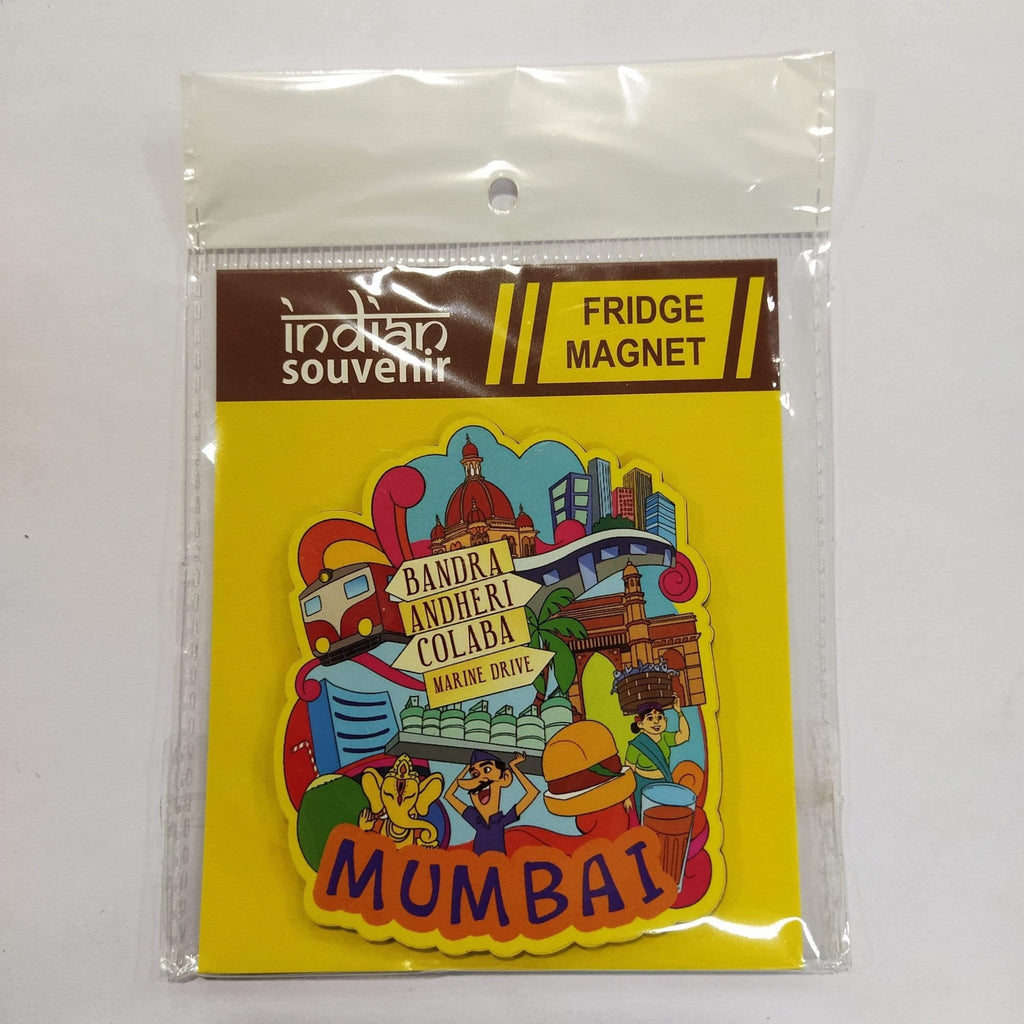 indian
souvenir
FRIDGE
MAGNET
BANDRA
ANDHERI
COLABA
MARINE DRIVE
MUMBAI